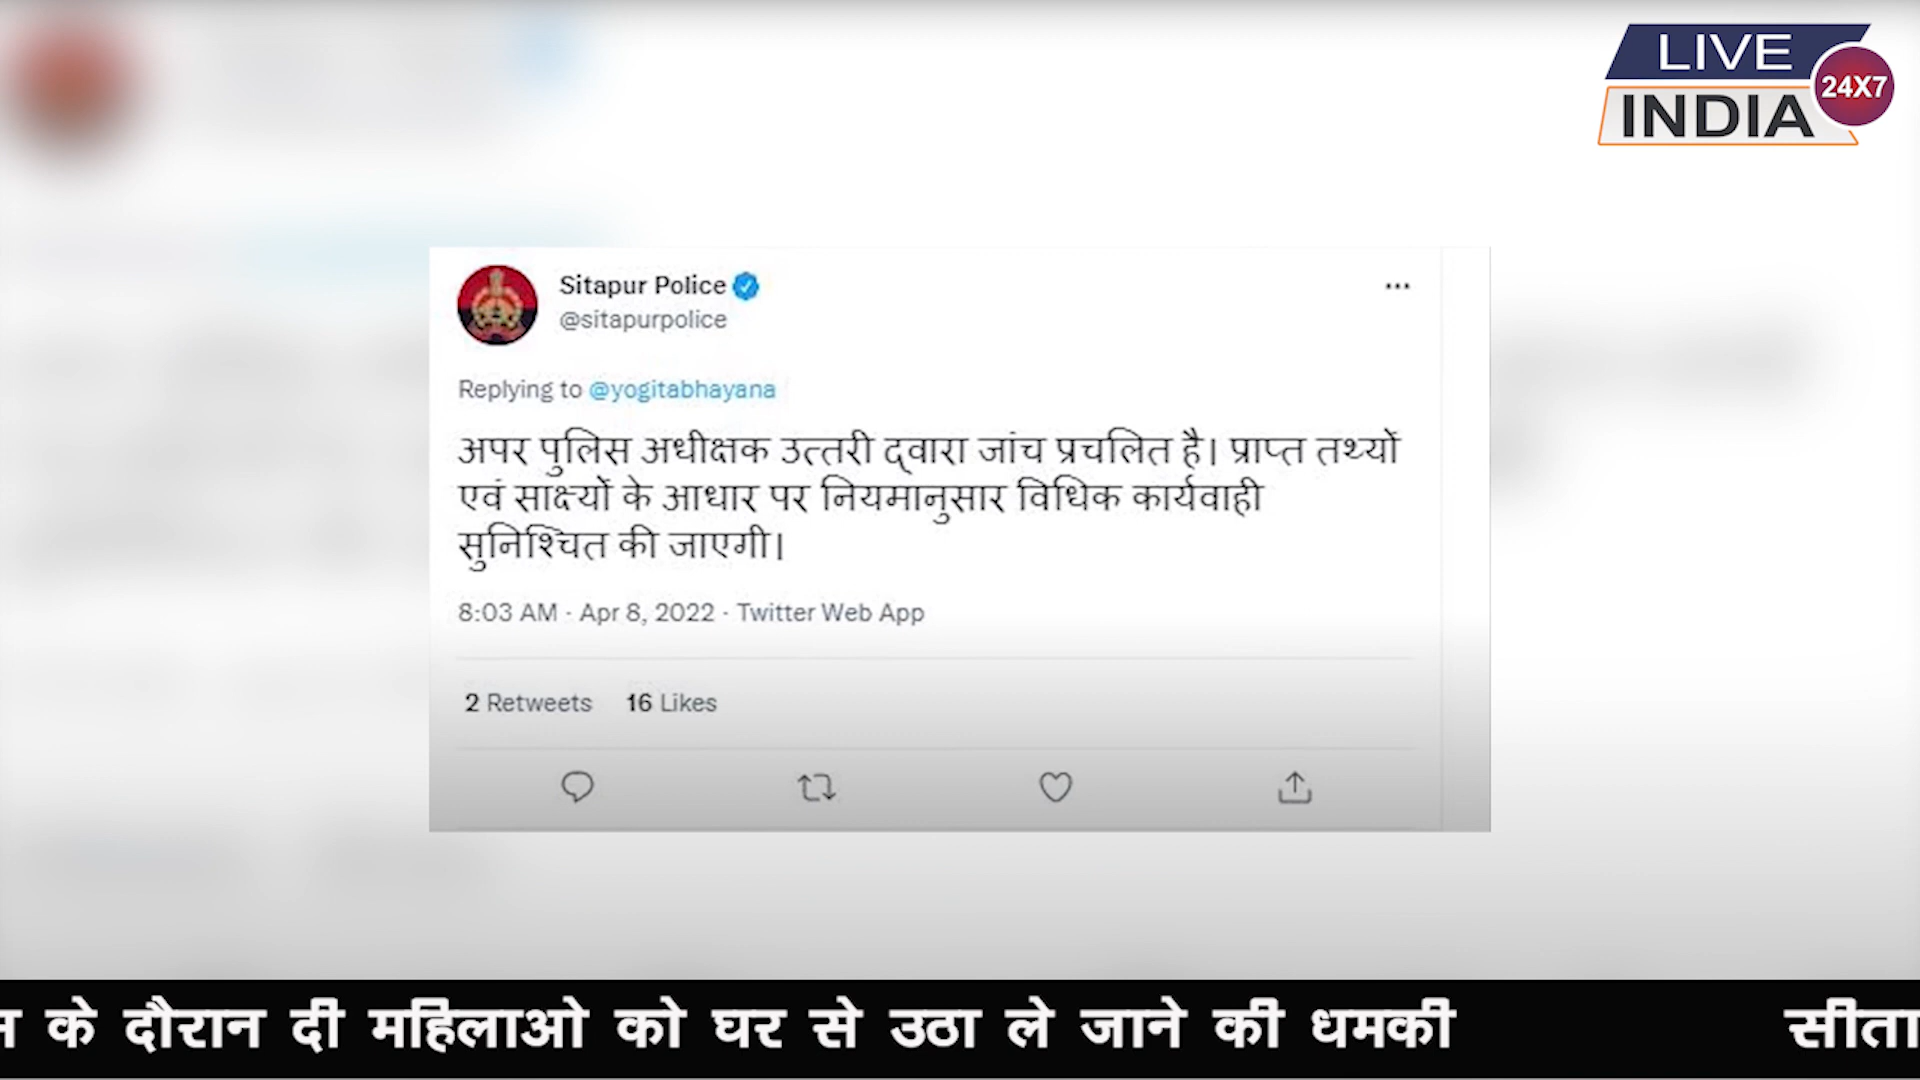 LIVE
INDIA
24X7
Sitapur Police
@sitapurpolice
Replying to @yogitabhayana
अपर पुलिस अधीक्षक उत्तरी द्वारा जांच प्रचलित है। प्राप्त तथ्यों
एवं साक्ष्यों के आधार पर नियमानुसार विधिक कार्यवाही
सुनिश्चित की जाएगी।
8:03 AM · Apr 8, 2022 · Twitter Web App
2 Retweets 16 Likes
के दौरान दी महिलाओ को घर से उठा ले जाने की धमकी सीता